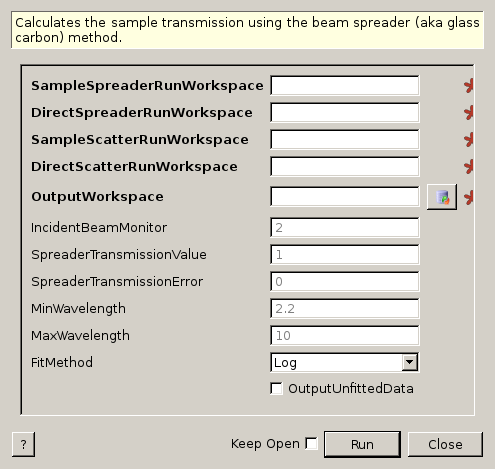 Calculates the sample transmission using the beam spreader (aka glass
carbon) method.
SampleSpreaderRunWorkspace
DirectSpreaderRunWorkspace
SampleScatterRunWorkspace
DirectScatterRunWorkspace
OutputWorkspace
IncidentBeamMonitor 2
SpreaderTransmissionValue 1
SpreaderTransmissionError 0
MinWavelength 2.2
MaxWavelength 10
FitMethod Log
OutputUnfittedData
? Keep Open Run Close